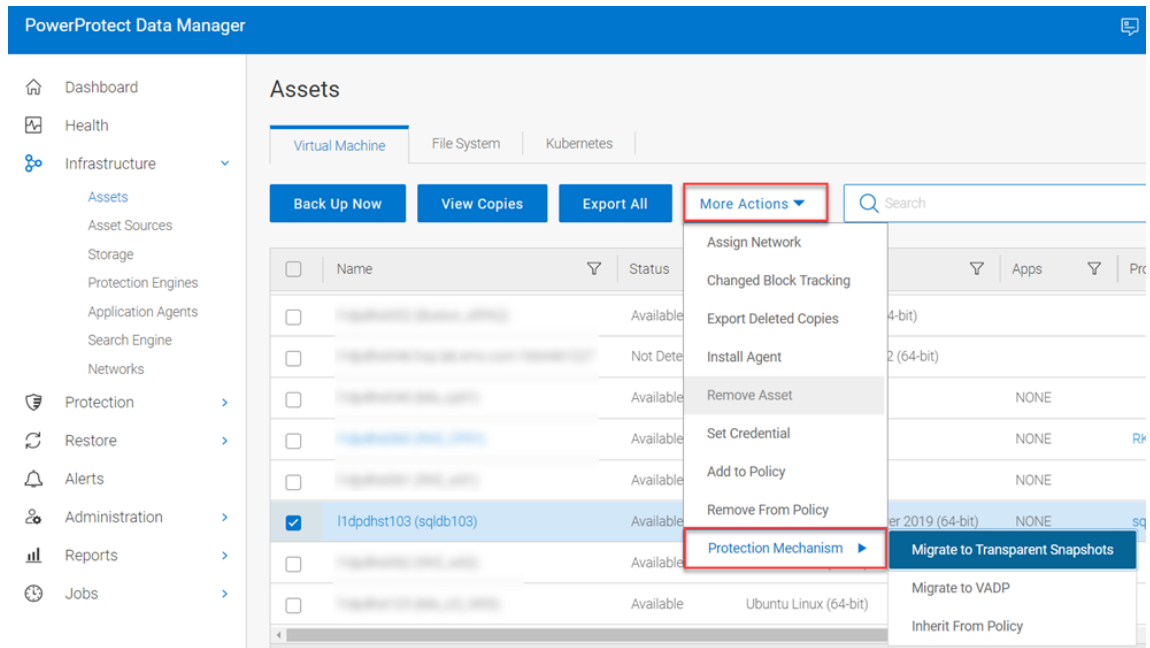 PowerProtect Data Manager
Dashboard
Health
Infrastructure
Assets
Asset Sources
Storage
Protection Engines
Application Agents
Search Engine
Networks
Protection
Restore
Alerts
Administration
Reports
Jobs
Assets
Virtual Machine File System Kubernetes
Back Up Now View Copies Export All More Actions Search
Assign Network
Changed Block Tracking
Export Deleted Copies
Install Agent
Remove Asset
Set Credential
Add to Policy
Remove From Policy
Protection Mechanism
Migrate to Transparent Snapshots
Migrate to VADP
Inherit From Policy
Name Status Apps Pro
Available 4-bit)
Not Dete 2 (64-bit)
Available NONE
Available NONE RK
Available NONE
l1dpdhst103 (sqldb103) Available er 2019 (64-bit) NONE sq
Available
Available Ubuntu Linux (64-bit)